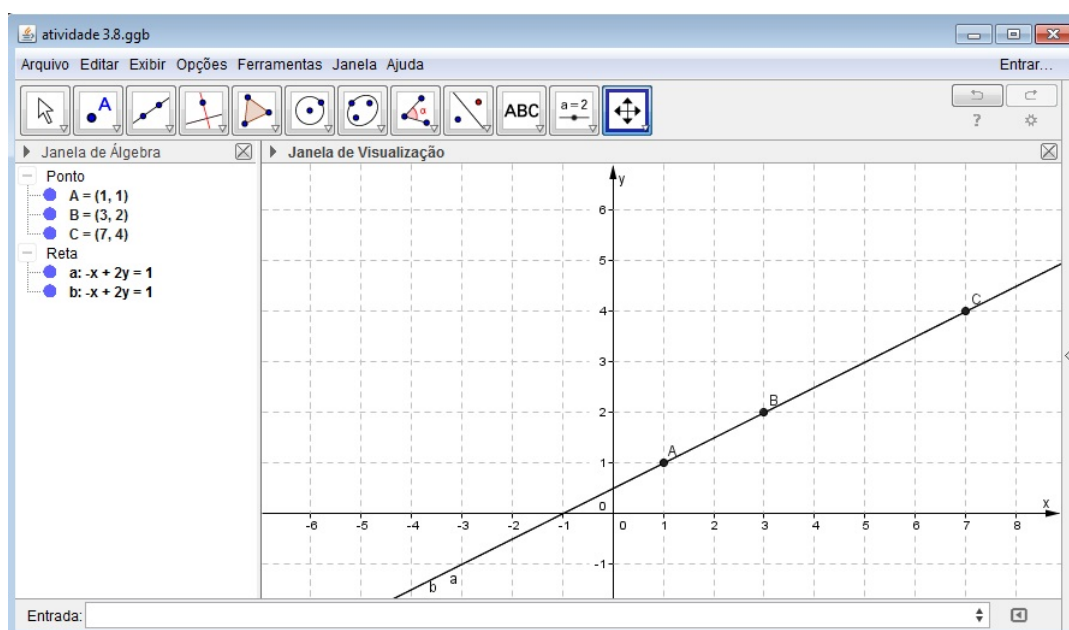 atividade 3.8.ggb
Arquivo Editar Exibir Opções Ferramentas Janela Ajuda Entrar...
A ABC a=2 α
?
Janela de Álgebra
Janela de Visualização
Ponto
A = (1, 1)
B = (3, 2)
C = (7, 4)
Reta
a: -x + 2y = 1
b: -x + 2y = 1
y
6
5
4
3
2
1
0
-1
-6 -5 -4 -3 -2 -1 0 1 2 3 4 5 6 7 8
x
A
B
C
b a
Entrada: